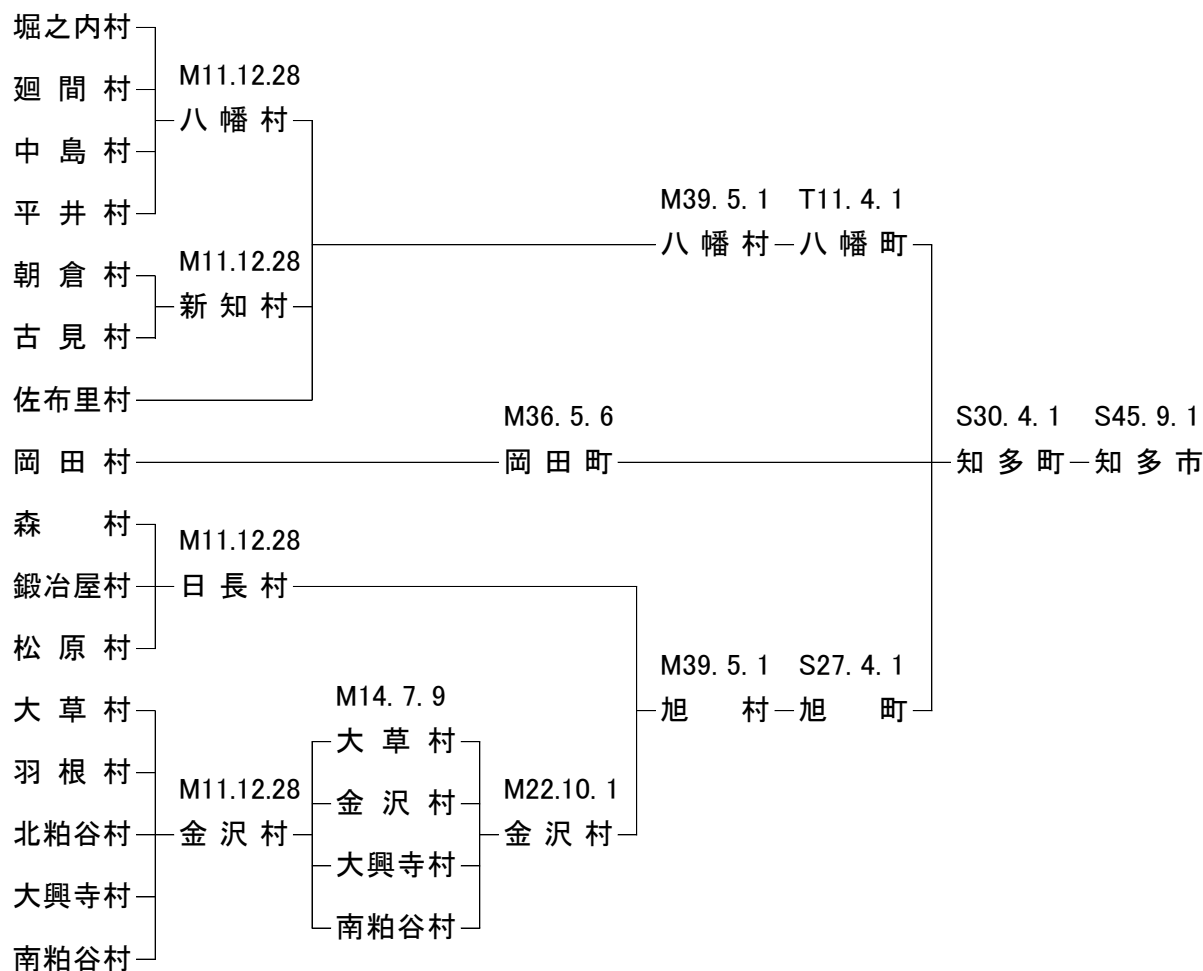 堀之内村
廻間村
M11.12.28
八幡村
中島村
平井村
M39. 5. 1 T11. 4. 1
八幡村 八幡町
朝倉村
M11.12.28
新知村
古見村
佐布里村
M36. 5. 6
S30. 4. 1 S45. 9. 1
岡田村
岡田町
知多町 知多市
森村
M11.12.28
鍛冶屋村
日長村
松原村
M39. 5. 1 S27. 4. 1
旭村 旭町
大草村
M14. 7. 9
大草村
羽根村
M11.12.28
金沢村
M22.10. 1
北粕谷村
金沢村
金沢村
大興寺村
大興寺村
南粕谷村
南粕谷村